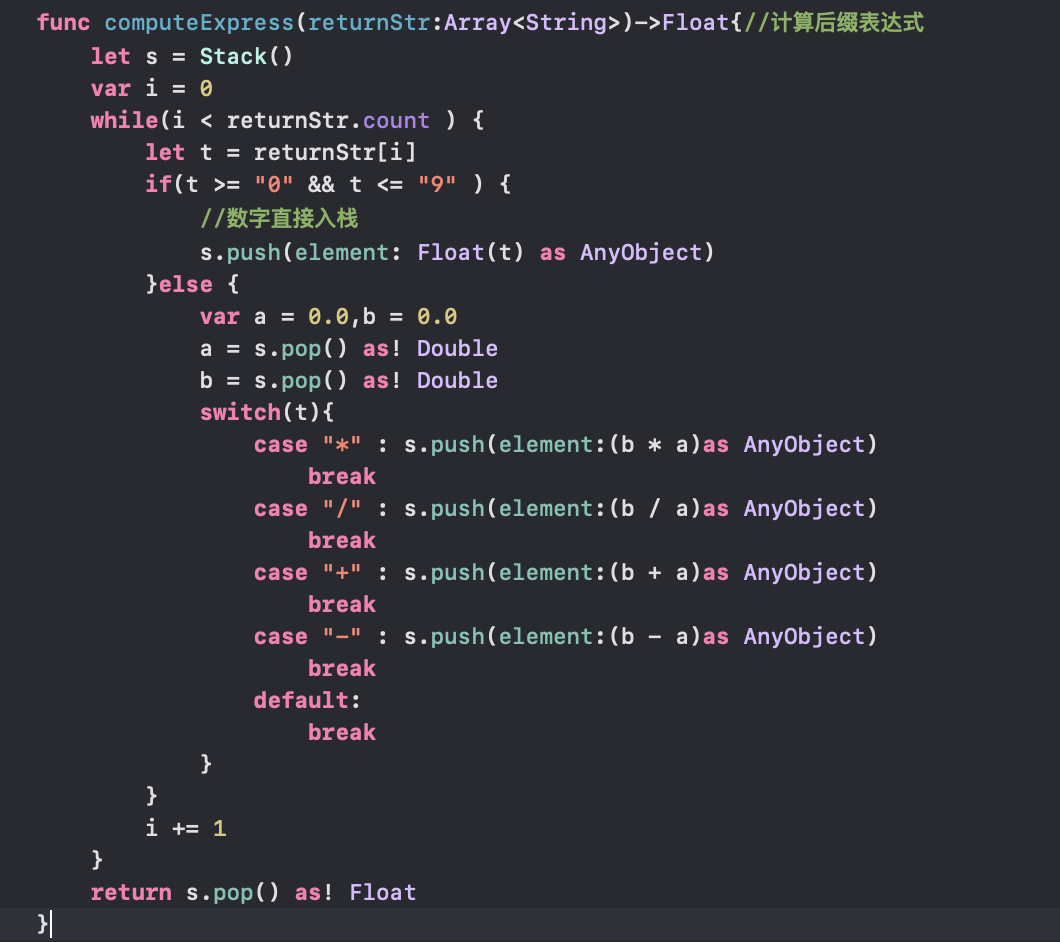 func computeExpress(returnStr:Array<String>)->Float{//计算后缀表达式
    let s = Stack()
    var i = 0
    while(i < returnStr.count ) {
        let t = returnStr[i]
        if(t >= "0" && t <= "9" ) {
            //数字直接入栈
            s.push(element: Float(t) as AnyObject)
        }else {
            var a = 0.0,b = 0.0
            a = s.pop() as! Double
            b = s.pop() as! Double
            switch(t){
                case "*" : s.push(element:(b * a)as AnyObject)
                    break
                case "/" : s.push(element:(b / a)as AnyObject)
                    break
                case "+" : s.push(element:(b + a)as AnyObject)
                    break
                case "-" : s.push(element:(b - a)as AnyObject)
                    break
                default:
                    break
            }
        }
        i += 1
    }
    return s.pop() as! Float
}